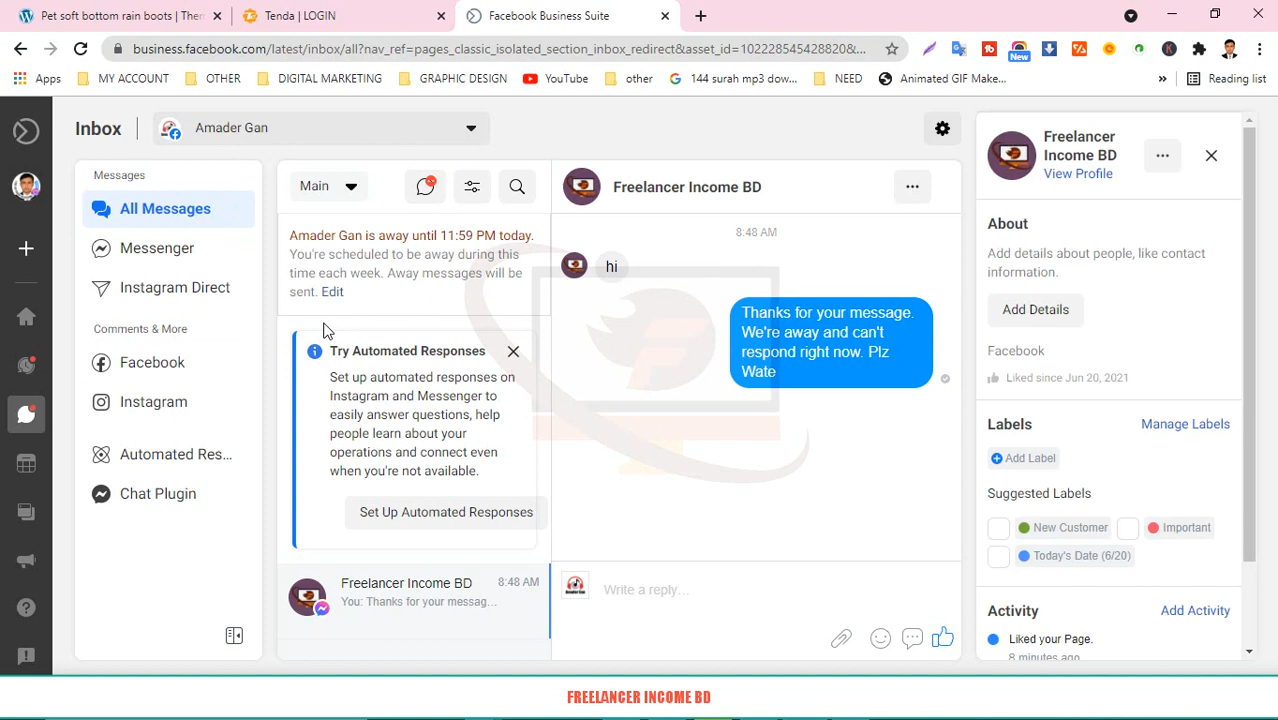 Pet soft bottom rain boots | Then
Tenda | LOGIN
Facebook Business Suite
business.facebook.com/latest/inbox/all?nav_ref=pages_classic_isolated_section_inbox_redirect&asset_id=102228545428820&...
New
Apps
MY ACCOUNT
OTHER
DIGITAL MARKETING
GRAPHIC DESIGN
YouTube
other
144 surah mp3 dow...
NEED
Animated GIF Make...
»
Reading list
Inbox
Amader Gan
Messages
All Messages
Messenger
Instagram Direct
Comments & More
Facebook
Instagram
Automated Res...
Chat Plugin
Main
Amader Gan is away until 11:59 PM today.
You're scheduled to be away during this
time each week. Away messages will be
sent. Edit
Try Automated Responses
Set up automated responses on
Instagram and Messenger to
easily answer questions, help
people learn about your
operations and connect even
when you're not available.
Set Up Automated Responses
Freelancer Income BD
8:48 AM
You: Thanks for your messag...
Freelancer Income BD
8:48 AM
hi
Thanks for your message.
We're away and can't
respond right now. Plz
Wate
Write a reply...
Freelancer
Income BD
View Profile
About
Add details about people, like contact
information.
Add Details
Facebook
Liked since Jun 20, 2021
Labels
Manage Labels
Add Label
Suggested Labels
New Customer
Important
Today's Date (6/20)
Activity
Add Activity
Liked your Page.
8 minutes ago
FREELANCER INCOME BD